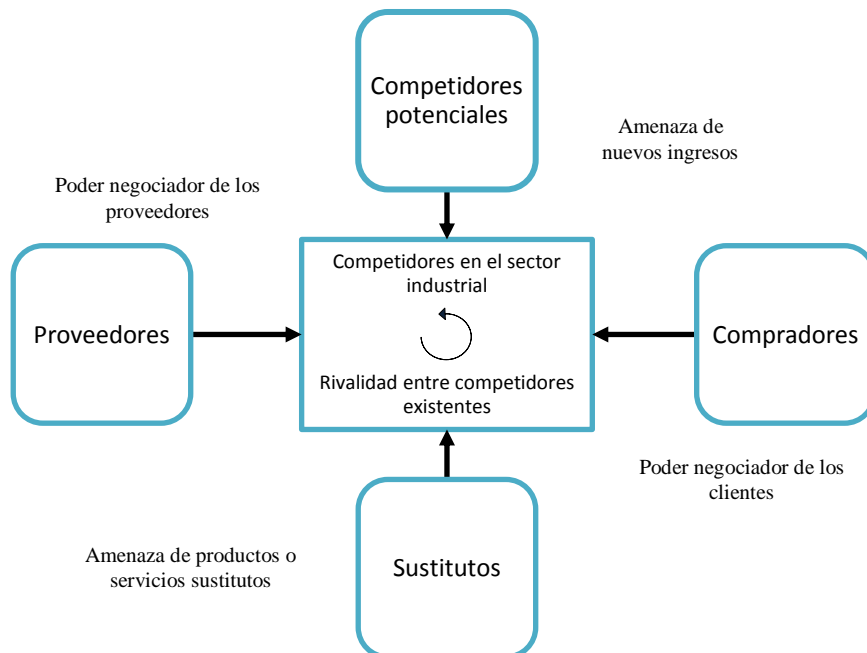 Competidores
potenciales
Amenaza de
nuevos ingresos
Poder negociador de los
proveedores
Competidores en el sector
industrial
Proveedores
Compradores
Rivalidad entre competidores
existentes
Poder negociador de los
clientes
Amenaza de productos o
servicios sustitutos
Sustitutos